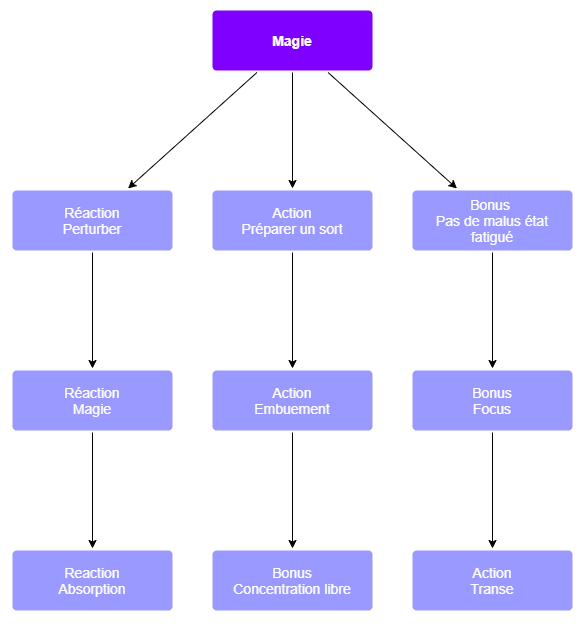 Magie
Réaction
Perturber
Action
Préparer un sort
Bonus
Pas de malus état
fatigué
Réaction
Magie
Action
Embuement
Bonus
Focus
Reaction
Absorption
Bonus
Concentration libre
Action
Transe